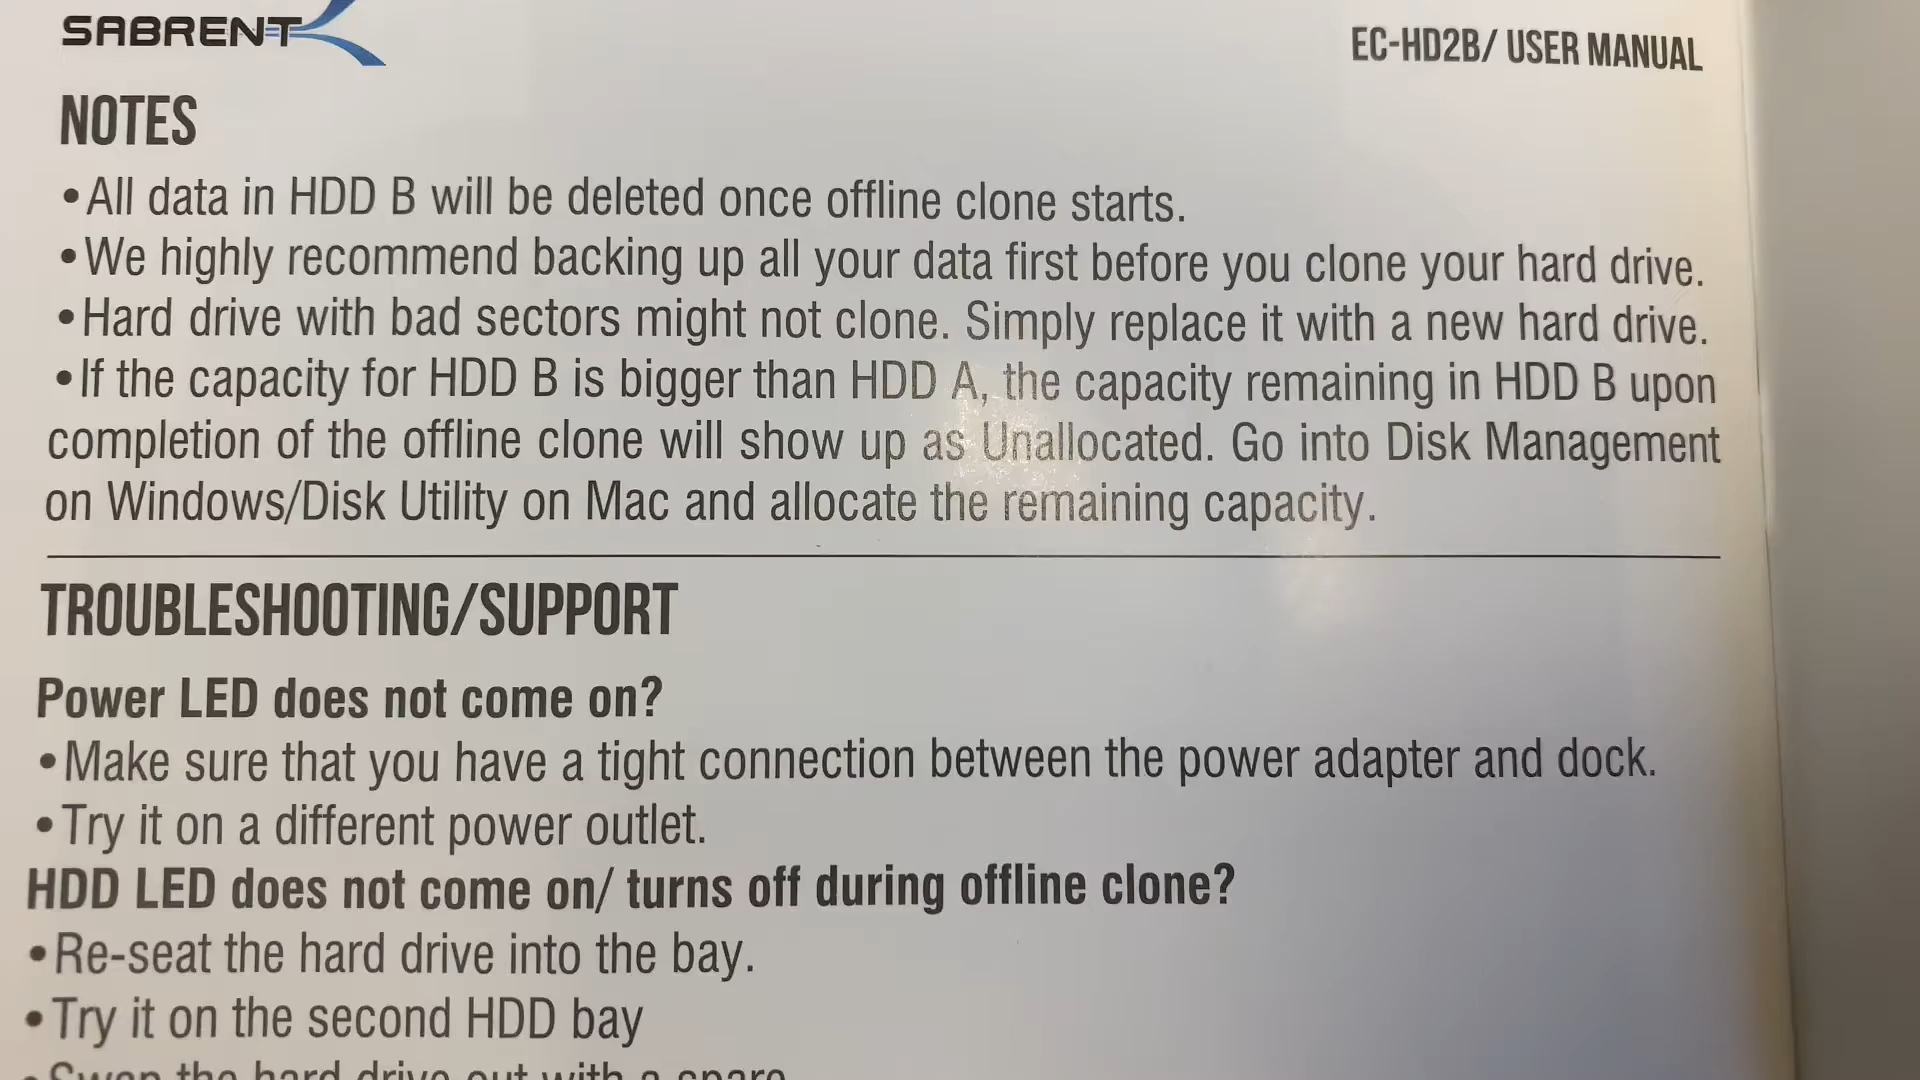 SABRENT
EC-HD2B/ USER MANUAL
NOTES
•All data in HDD B will be deleted once offline clone starts.
•We highly recommend backing up all your data first before you clone your hard drive.
•Hard drive with bad sectors might not clone. Simply replace it with a new hard drive.
•If the capacity for HDD B is bigger than HDD A, the capacity remaining in HDD B upon
completion of the offline clone will show up as Unallocated. Go into Disk Management
on Windows/Disk Utility on Mac and allocate the remaining capacity.
TROUBLESHOOTING/SUPPORT
Power LED does not come on?
•Make sure that you have a tight connection between the power adapter and dock.
•Try it on a different power outlet.
HDD LED does not come on/ turns off during offline clone?
•Re-seat the hard drive into the bay.
•Try it on the second HDD bay
•Swap the hard drive out with a spare